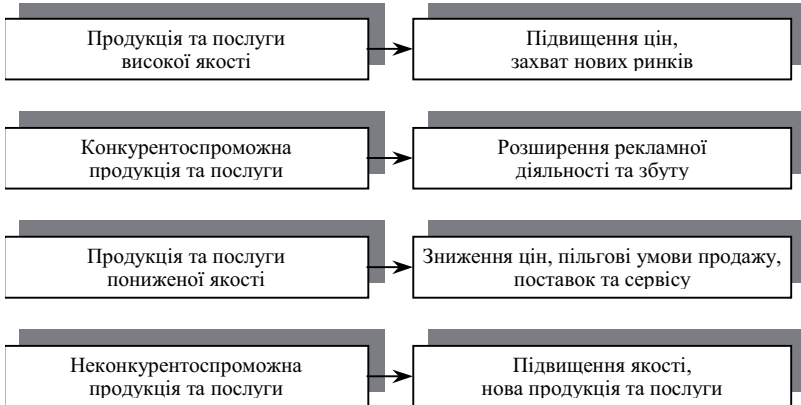 Продукція та послуги
високої якості
Підвищення цін,
захват нових ринків
Конкурентоспроможна
продукція та послуги
Розширення рекламної
діяльності та збуту
Продукція та послуги
пониженої якості
Зниження цін, пільгові умови продажу,
поставок та сервісу
Неконкурентоспроможна
продукція та послуги
Підвищення якості,
нова продукція та послуги